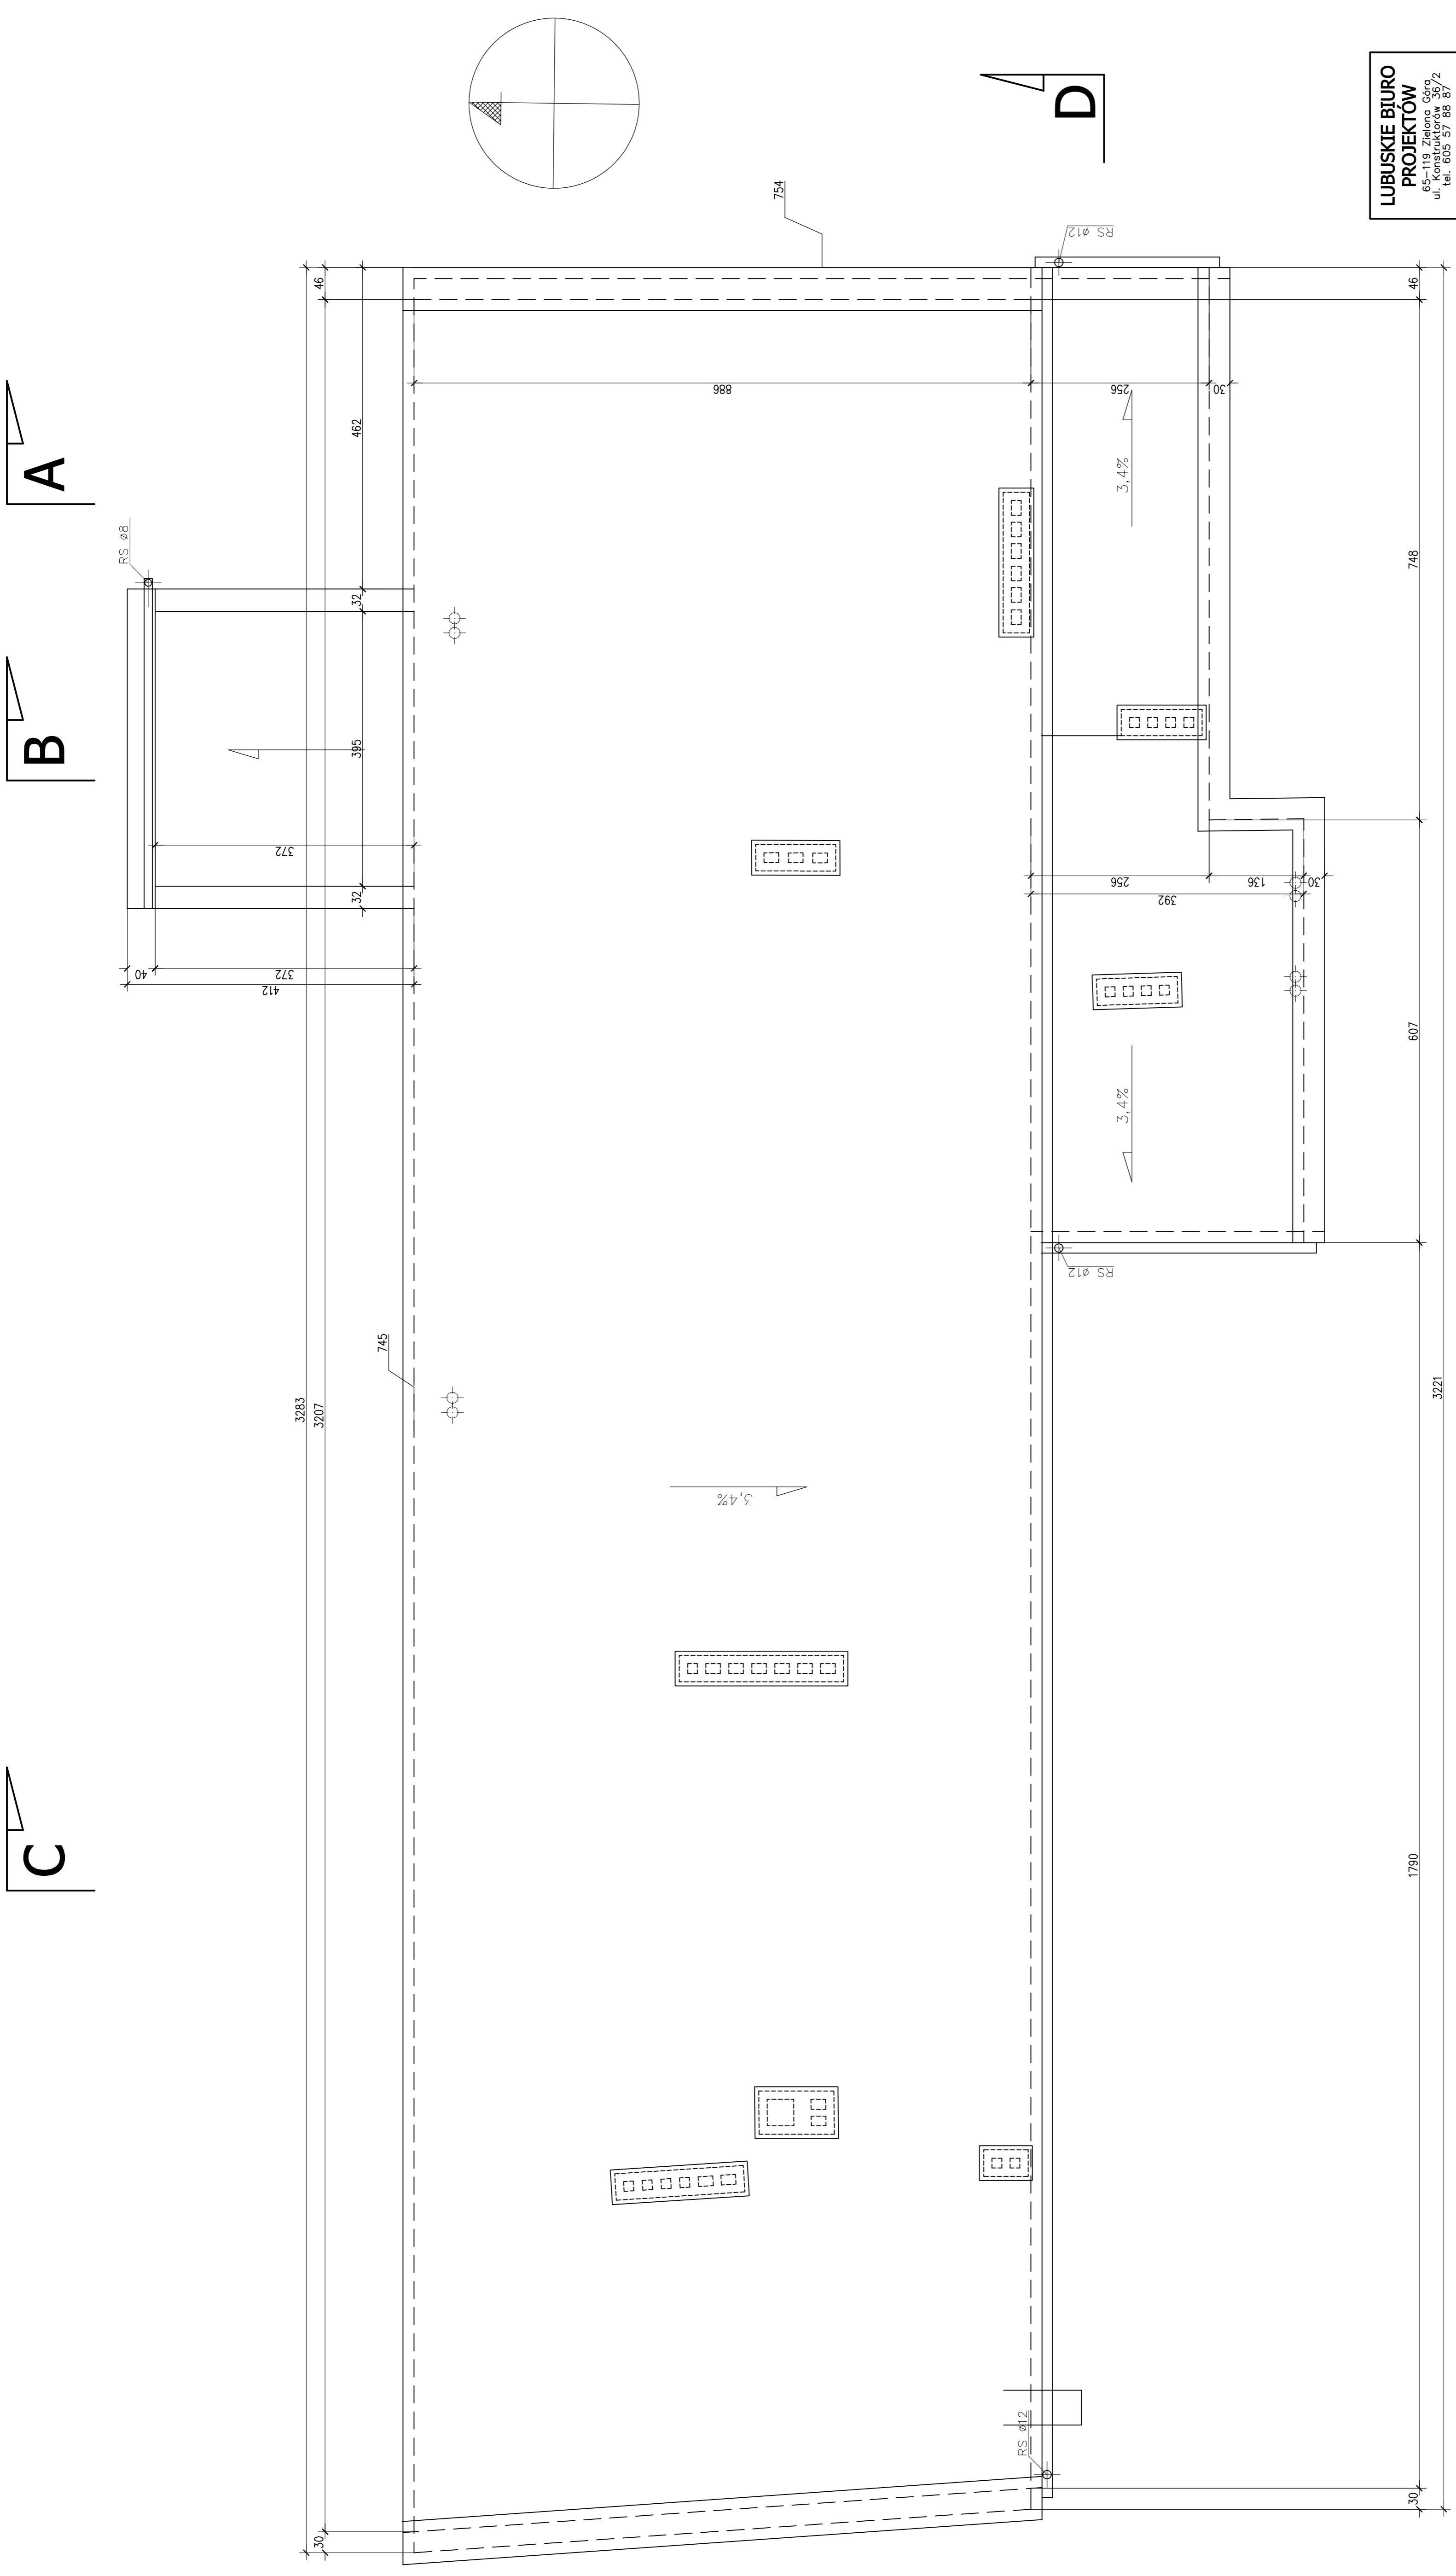 A
B
C
D
LUBUSKIE BIURO
PROJEKTÓW
65-119 Zielona Góra
ul. Konstruktorów 36/2
tel. 605 57 88 87
754
RS ø12
46
46
462
886
256
30
3,4%
RS ø8
32
748
395
372
32
256
136
30
392
40
372
412
607
3,4%
RS ø12
745
3283
3207
3221
3,4%
1790
RS ø12
30
30